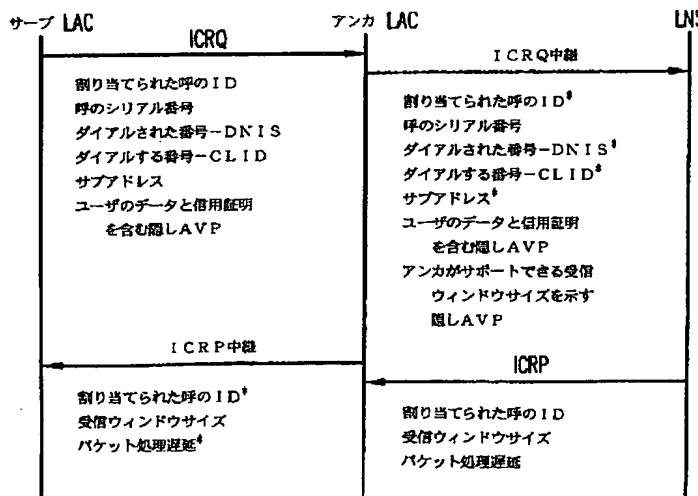 サーブ LAC
アンカ LAC
LNS
ICRQ
ICRQ中継
割り当てられた呼のID
呼のシリアル番号
ダイアルされた番号-DNIS
ダイアルする番号-CLID
サブアドレス
ユーザのデータと信用証明
を含む隠しAVP
割り当てられた呼のID*
呼のシリアル番号
ダイアルされた番号-DNIS*
ダイアルする番号-CLID*
サブアドレス*
ユーザのデータと信用証明
を含む隠しAVP
アンカがサポートできる受信
ウィンドウサイズを示す
隠しAVP
ICRP中継
ICRP
割り当てられた呼のID*
受信ウィンドウサイズ
パケット処理遅延*
割り当てられた呼のID
受信ウィンドウサイズ
パケット処理遅延